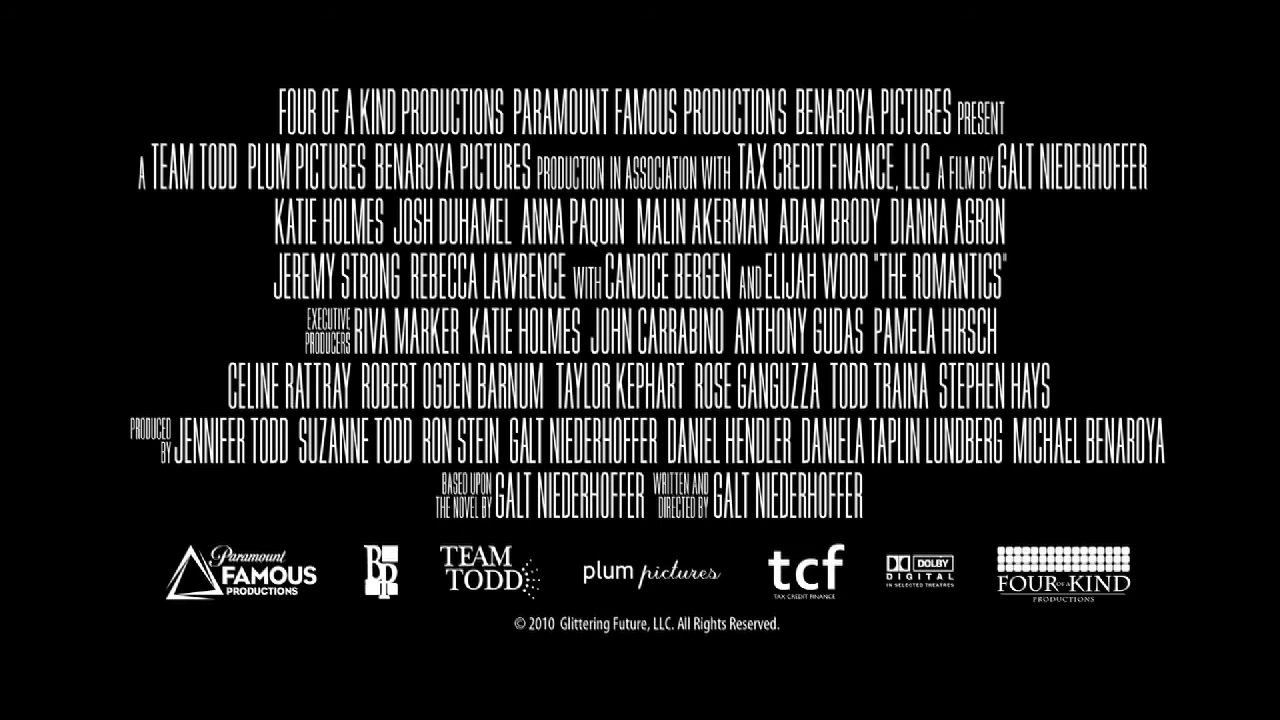 FOUR OF A KIND PRODUCTIONS PARAMOUNT FAMOUS PRODUCTIONS BENAROYA PICTURES PRESENT
A TEAM TODD PLUM PICTURES BENAROYA PICTURES PRODUCTION IN ASSOCIATION WITH TAX CREDIT FINANCE, LLC A FILM BY GALT NIEDERHOFFER
KATIE HOLMES JOSH DUHAMEL ANNA PAQUIN MALIN AKERMAN ADAM BRODY DIANNA AGRON
JEREMY STRONG REBECCA LAWRENCE WITH CANDICE BERGEN AND ELIJAH WOOD "THE ROMANTICS"
EXECUTIVE PRODUCERS RIVA MARKER KATIE HOLMES JOHN CARRABINO ANTHONY GUDAS PAMELA HIRSCH
CELINE RATTRAY ROBERT OGDEN BARNUM TAYLOR KEPHART ROSE GANGUZZA TODD TRAINA STEPHEN HAYS
PRODUCED BY JENNIFER TODD SUZANNE TODD RON STEIN GALT NIEDERHOFFER DANIEL HENDLER DANIELA TAPLIN LUNDBERG MICHAEL BENAROYA
BASED UPON THE NOVEL BY GALT NIEDERHOFFER WRITTEN AND DIRECTED BY GALT NIEDERHOFFER
Paramount FAMOUS PRODUCTIONS
TEAM TODD
plum pictures
tcf TAX CREDIT FINANCE
DOLBY DIGITAL IN SELECTED THEATRES
FOUR OF A KIND PRODUCTIONS
© 2010 Glittering Future, LLC. All Rights Reserved.